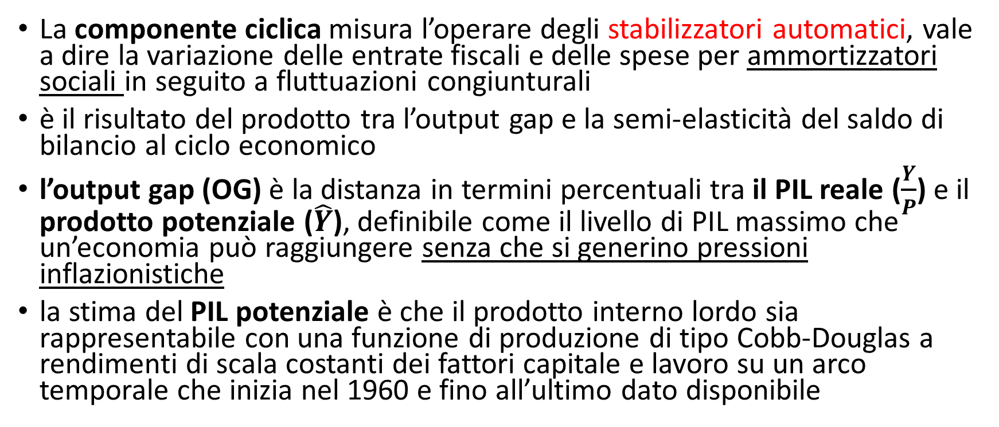 • La componente ciclica misura l’operare degli stabilizzatori automatici, vale
a dire la variazione delle entrate fiscali e delle spese per ammortizzatori
sociali in seguito a fluttuazioni congiunturali
• è il risultato del prodotto tra l’output gap e la semi-elasticità del saldo di
bilancio al ciclo economico
• l’output gap (OG) è la distanza in termini percentuali tra il PIL reale (Y/P) e il
prodotto potenziale (Ŷ), definibile come il livello di PIL massimo che
un’economia può raggiungere senza che si generino pressioni
inflazionistiche
• la stima del PIL potenziale è che il prodotto interno lordo sia
rappresentabile con una funzione di produzione di tipo Cobb-Douglas a
rendimenti di scala costanti dei fattori capitale e lavoro su un arco
temporale che inizia nel 1960 e fino all’ultimo dato disponibile